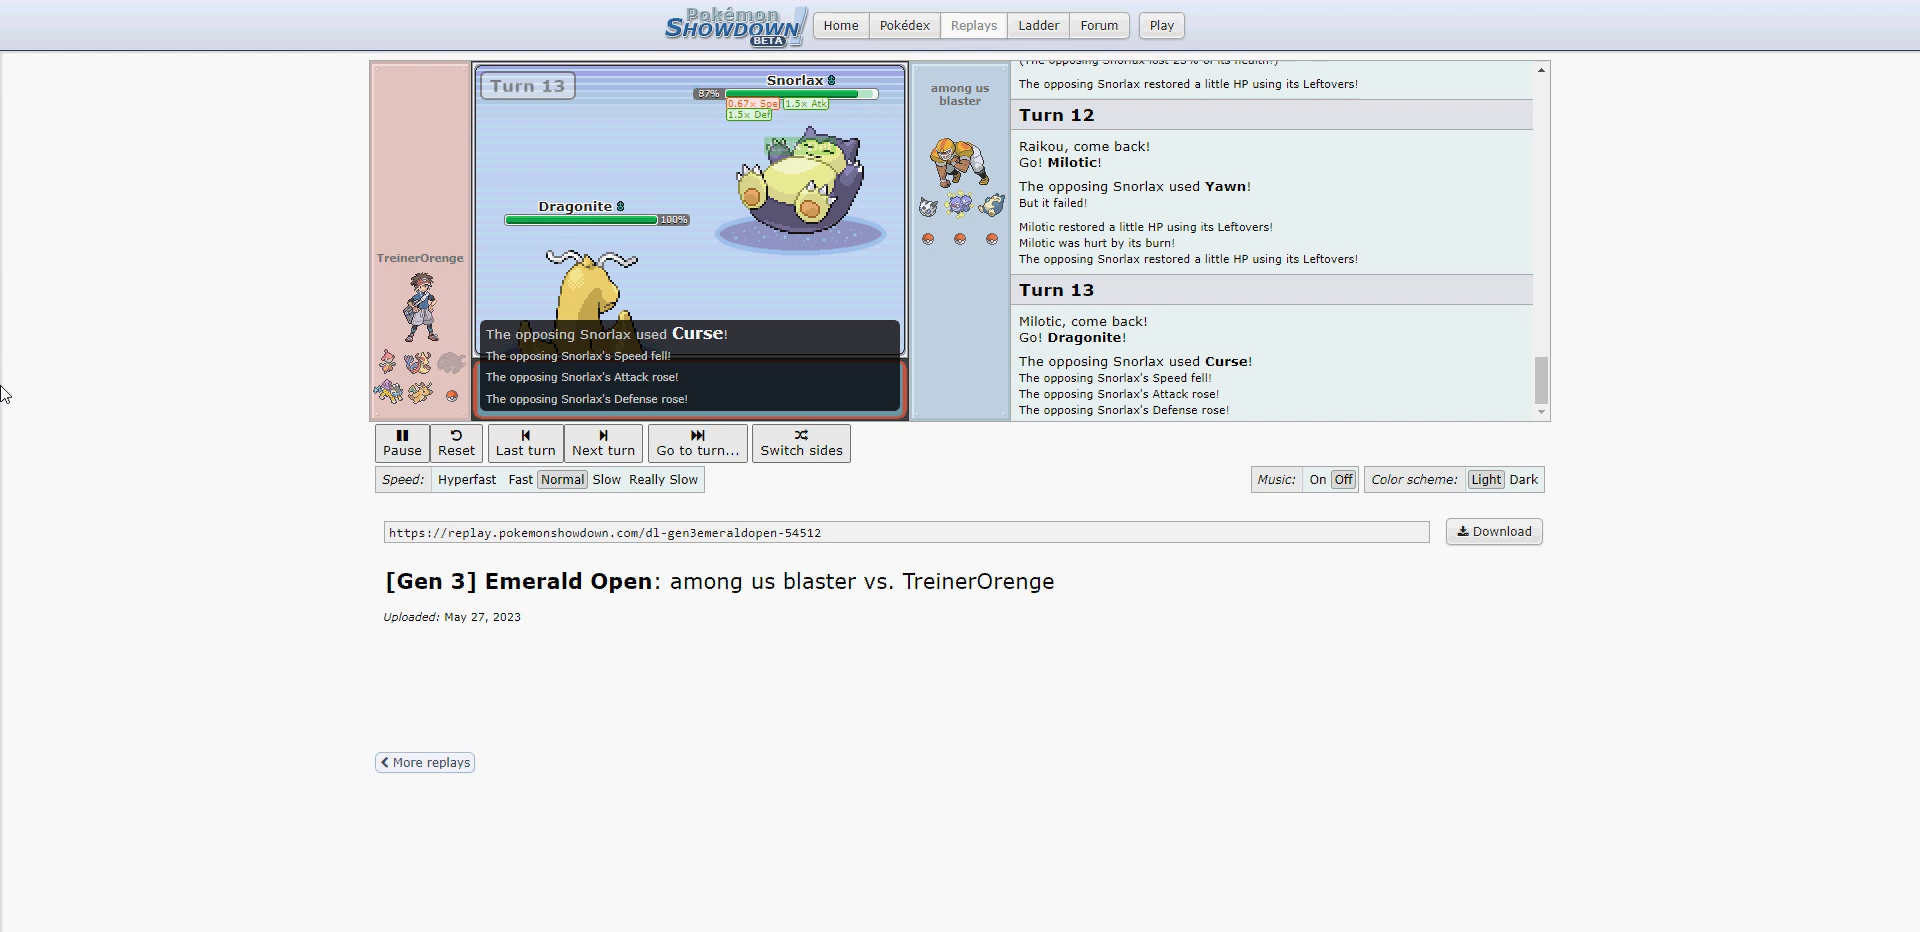 Pokémon
SHOWDOWN!
BETA
Home
Pokédex
Replays
Ladder
Forum
Play
Turn 13
Snorlax
87%
0.67× Spe
1.5× Atk
1.5× Def
Dragonite
100%
The opposing Snorlax used Curse!
The opposing Snorlax's Speed fell!
The opposing Snorlax's Attack rose!
The opposing Snorlax's Defense rose!
TreinerOrenge
among us
blaster
(The opposing Snorlax lost 25% of its health!)
The opposing Snorlax restored a little HP using its Leftovers!
Turn 12
Raikou, come back!
Go! Milotic!
The opposing Snorlax used Yawn!
But it failed!
Milotic restored a little HP using its Leftovers!
Milotic was hurt by its burn!
The opposing Snorlax restored a little HP using its Leftovers!
Turn 13
Milotic, come back!
Go! Dragonite!
The opposing Snorlax used Curse!
The opposing Snorlax's Speed fell!
The opposing Snorlax's Attack rose!
The opposing Snorlax's Defense rose!
Pause
Reset
Last turn
Next turn
Go to turn...
Switch sides
Speed: Hyperfast Fast Normal Slow Really Slow
Music: On Off
Color scheme: Light Dark
https://replay.pokemonshowdown.com/dl-gen3emeraldopen-54512
Download
[Gen 3] Emerald Open: among us blaster vs. TreinerOrenge
Uploaded: May 27, 2023
More replays